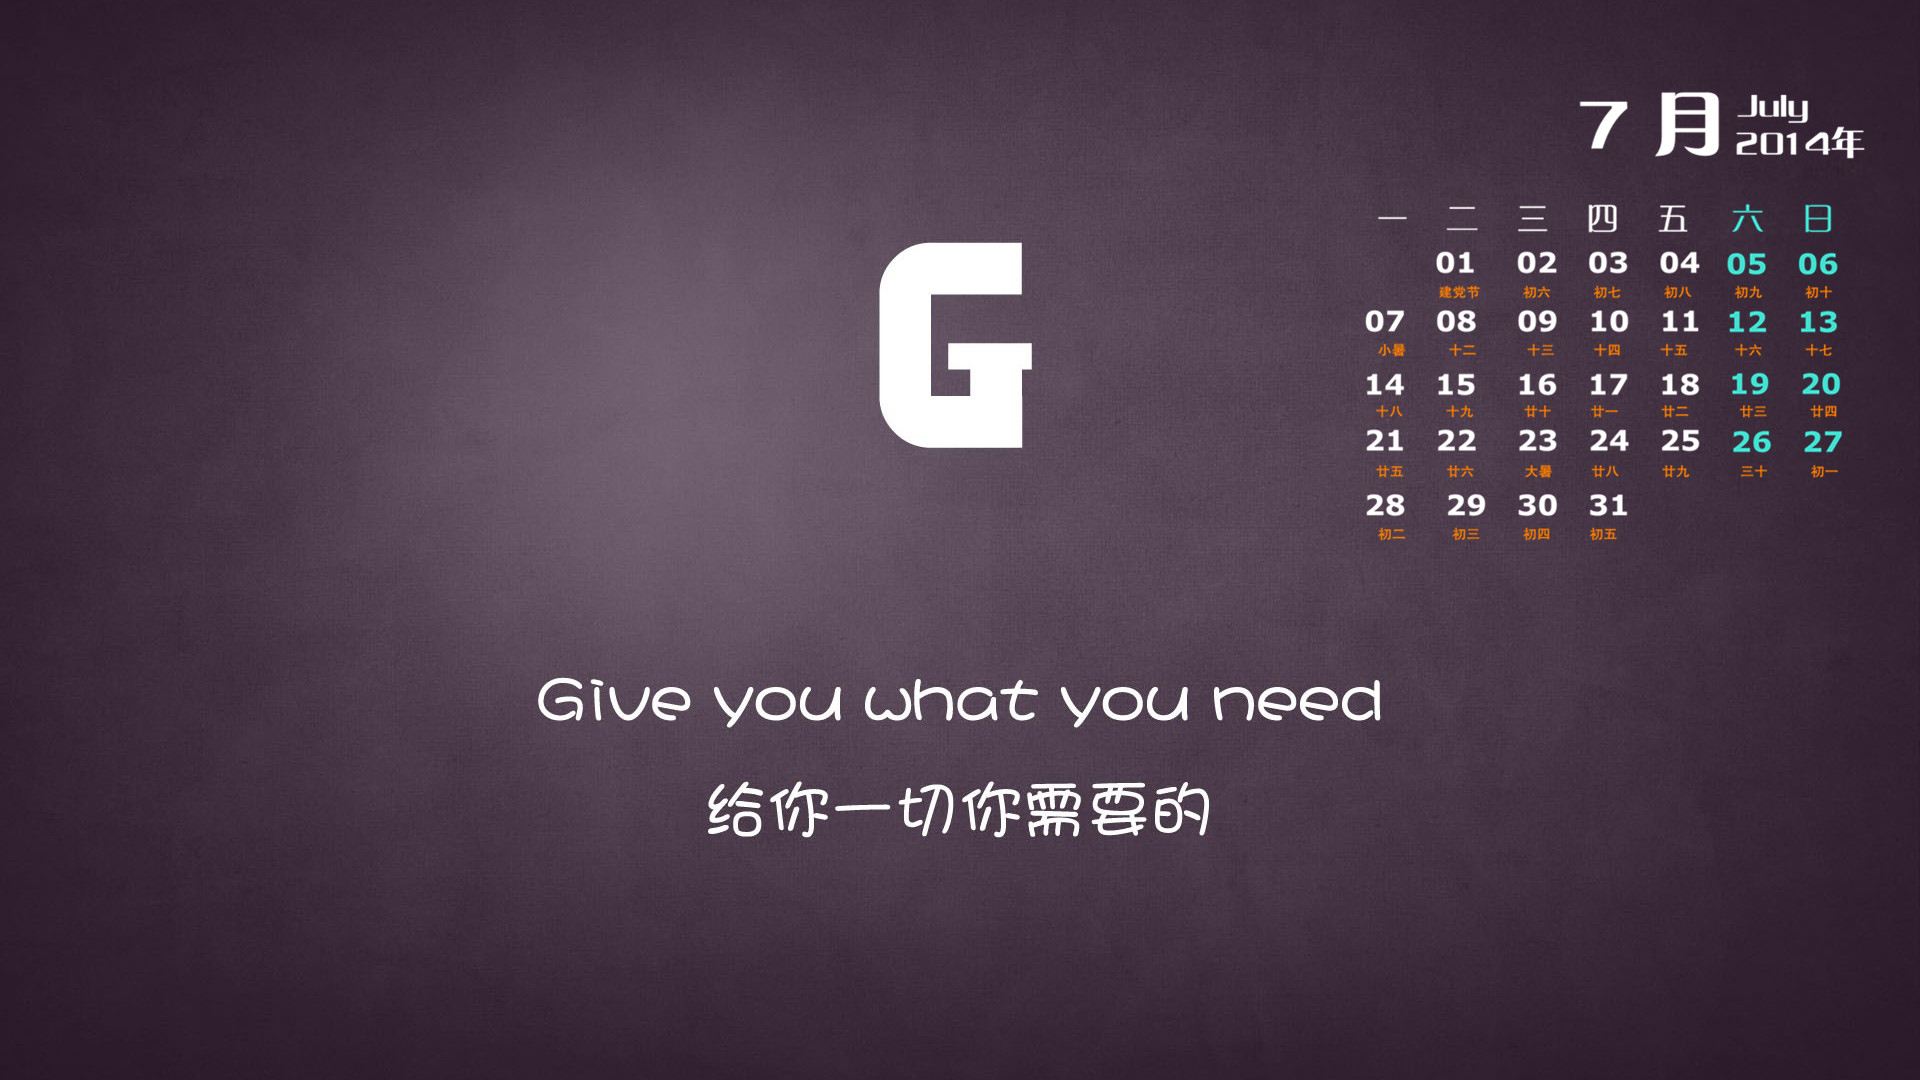 7 月 July
2014年
一 二 三 四 五 六 日
01 02 03 04 05 06
建党节 初六 初七 初八 初九 初十
07 08 09 10 11 12 13
小暑 十二 十三 十四 十五 十六 十七
14 15 16 17 18 19 20
十八 十九 廿十 廿一 廿二 廿三 廿四
21 22 23 24 25 26 27
廿五 廿六 大暑 廿八 廿九 三十 初一
28 29 30 31
初二 初三 初四 初五
G
Give you what you need
给你一切你需要的